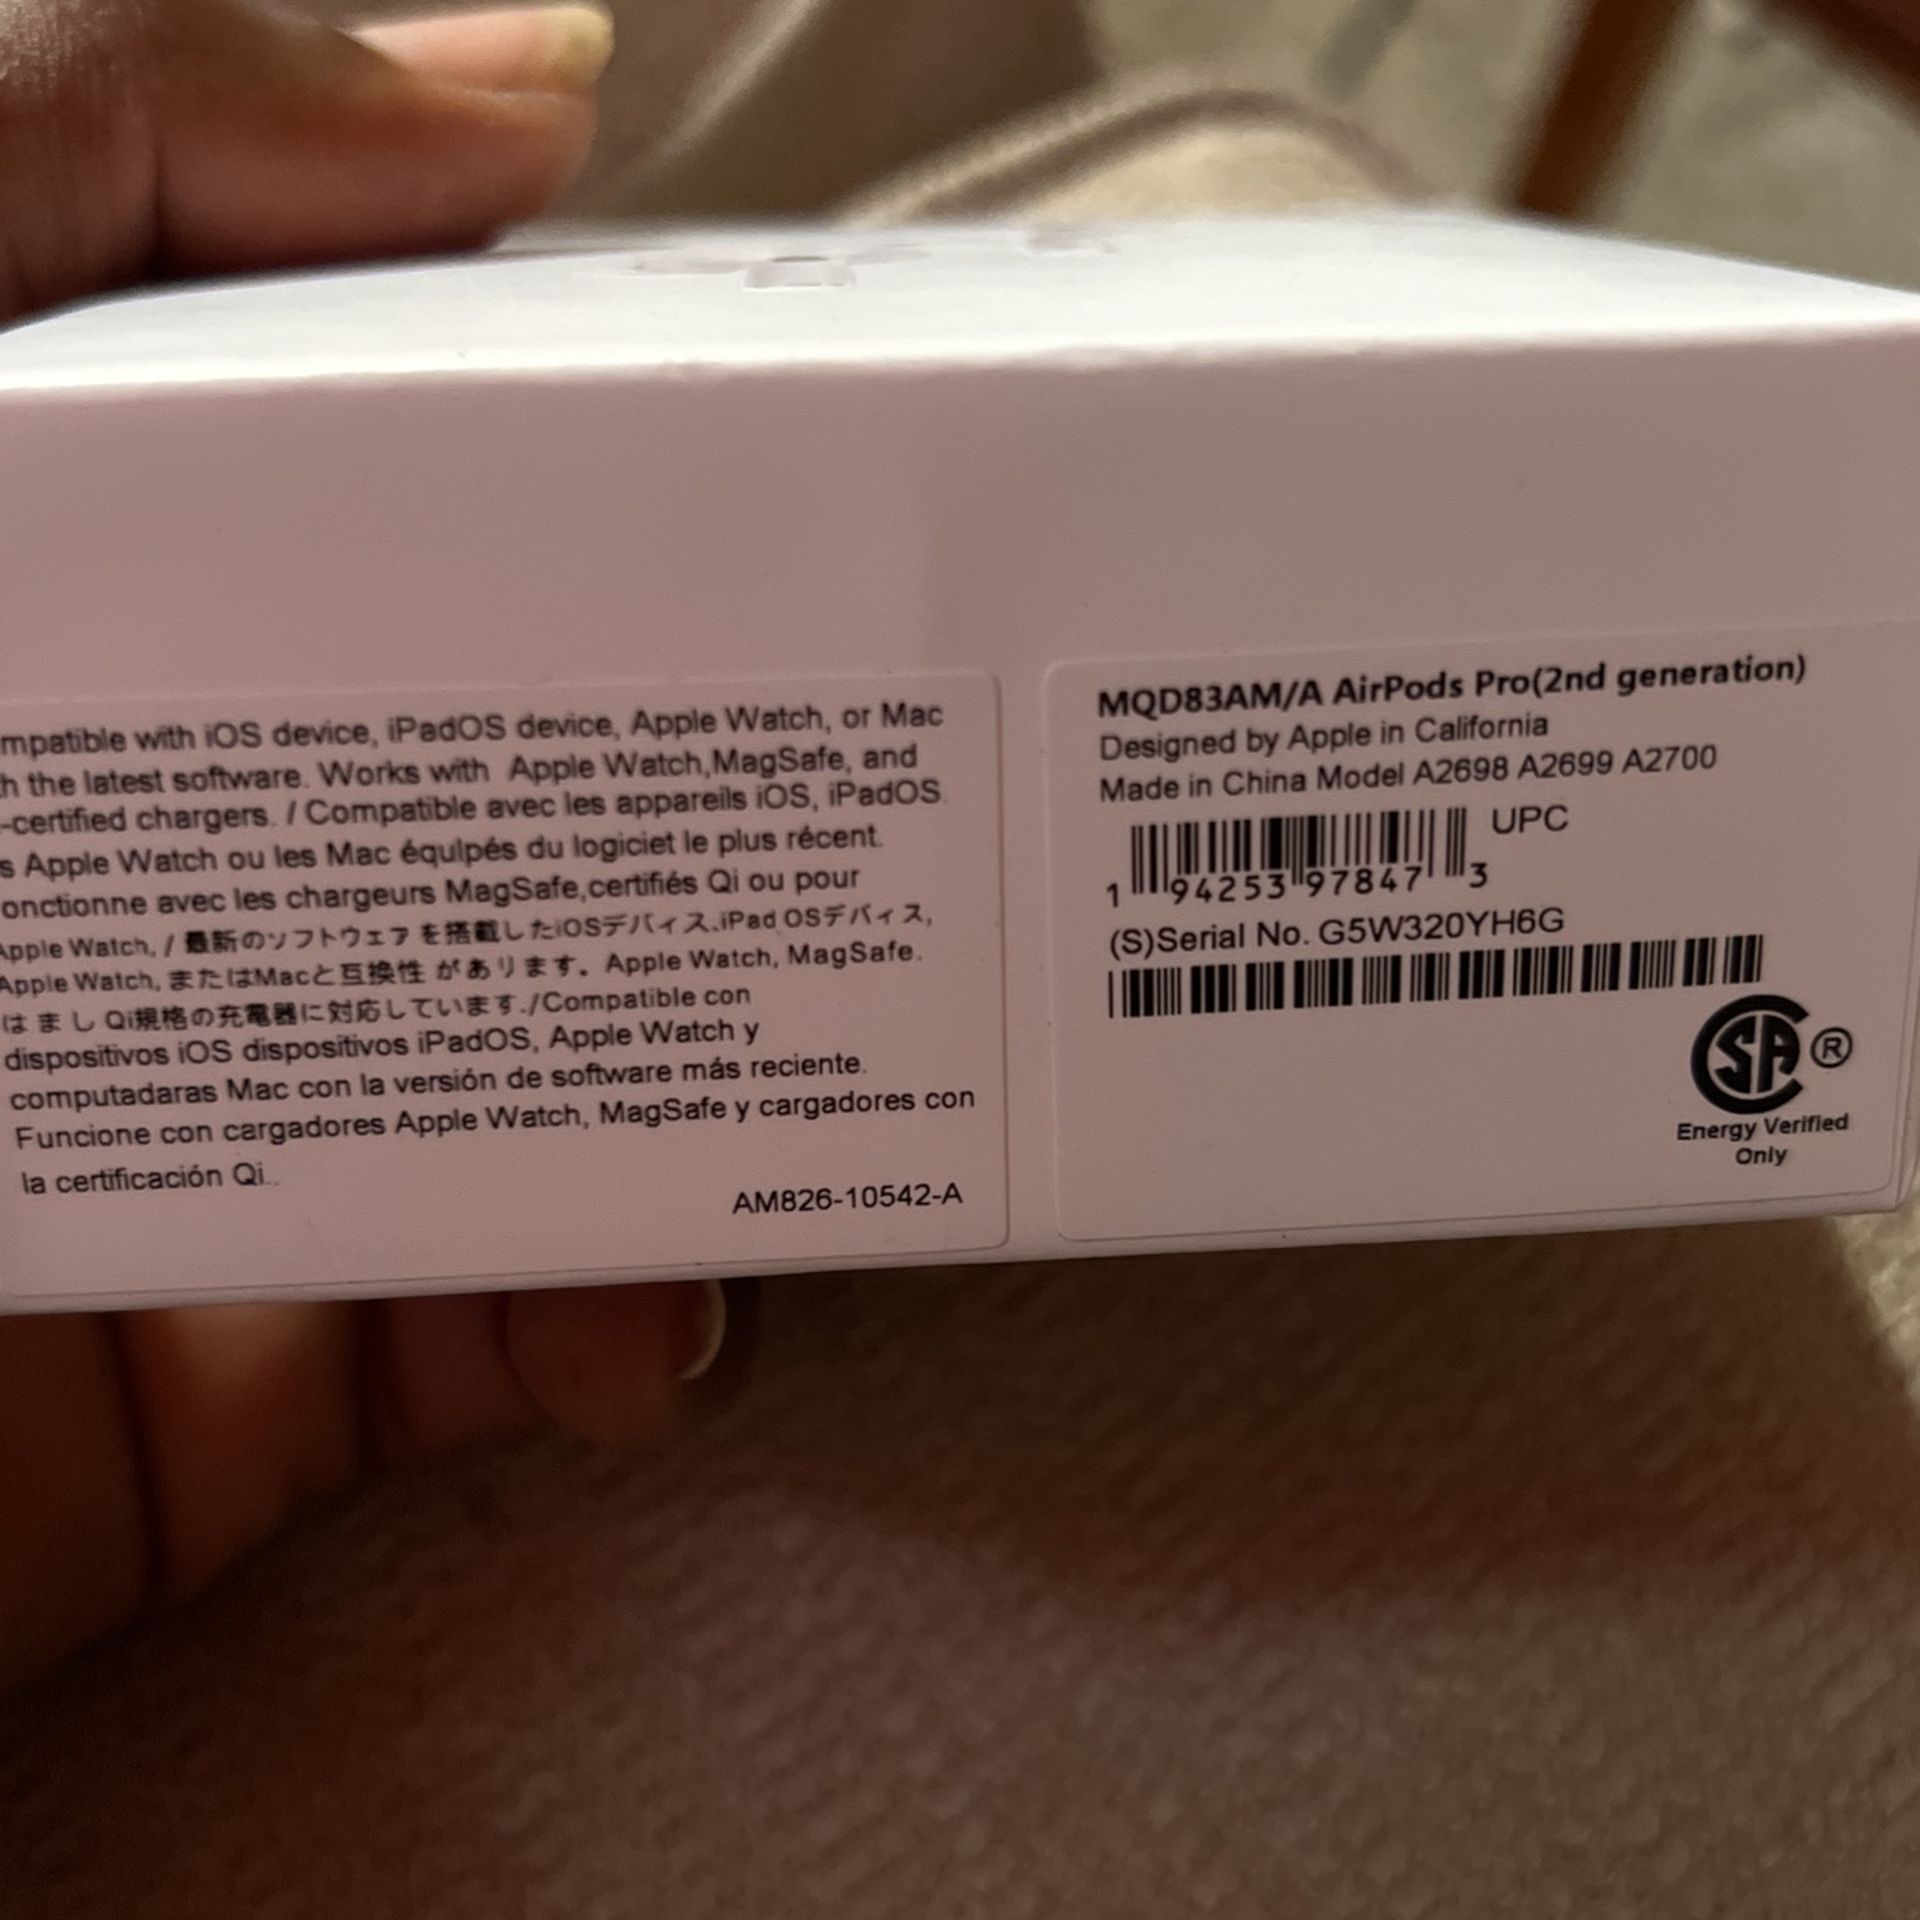 mpatible with iOS device, iPadOS device, Apple Watch, or Mac
h the latest software. Works with Apple Watch,MagSafe, and
-certified chargers. / Compatible avec les appareils iOS, iPadOS.
s Apple Watch ou les Mac équlpés du logiciet le plus récent.
onctionne avec les chargeurs MagSafe,certifiés Qi ou pour
Apple Watch, / 最新のソフトウェア を搭載したiOSデバイス、iPad OSデバイス,
Apple Watch, またはMacと互換性 があります。Apple Watch, MagSafe.
は ま し Qi規格の充電器に対応しています./Compatible con
dispositivos iOS dispositivos iPadOS, Apple Watch y
computadaras Mac con la versión de software más reciente.
Funcione con cargadores Apple Watch, MagSafe y cargadores con
la certificación Qi..
AM826-10542-A
MQD83AM/A AirPods Pro(2nd generation)
Designed by Apple in California
Made in China Model A2698 A2699 A2700
UPC
1 94253 97847 3
(S)Serial No. G5W320YH6G
SA ®
Energy Verified
Only